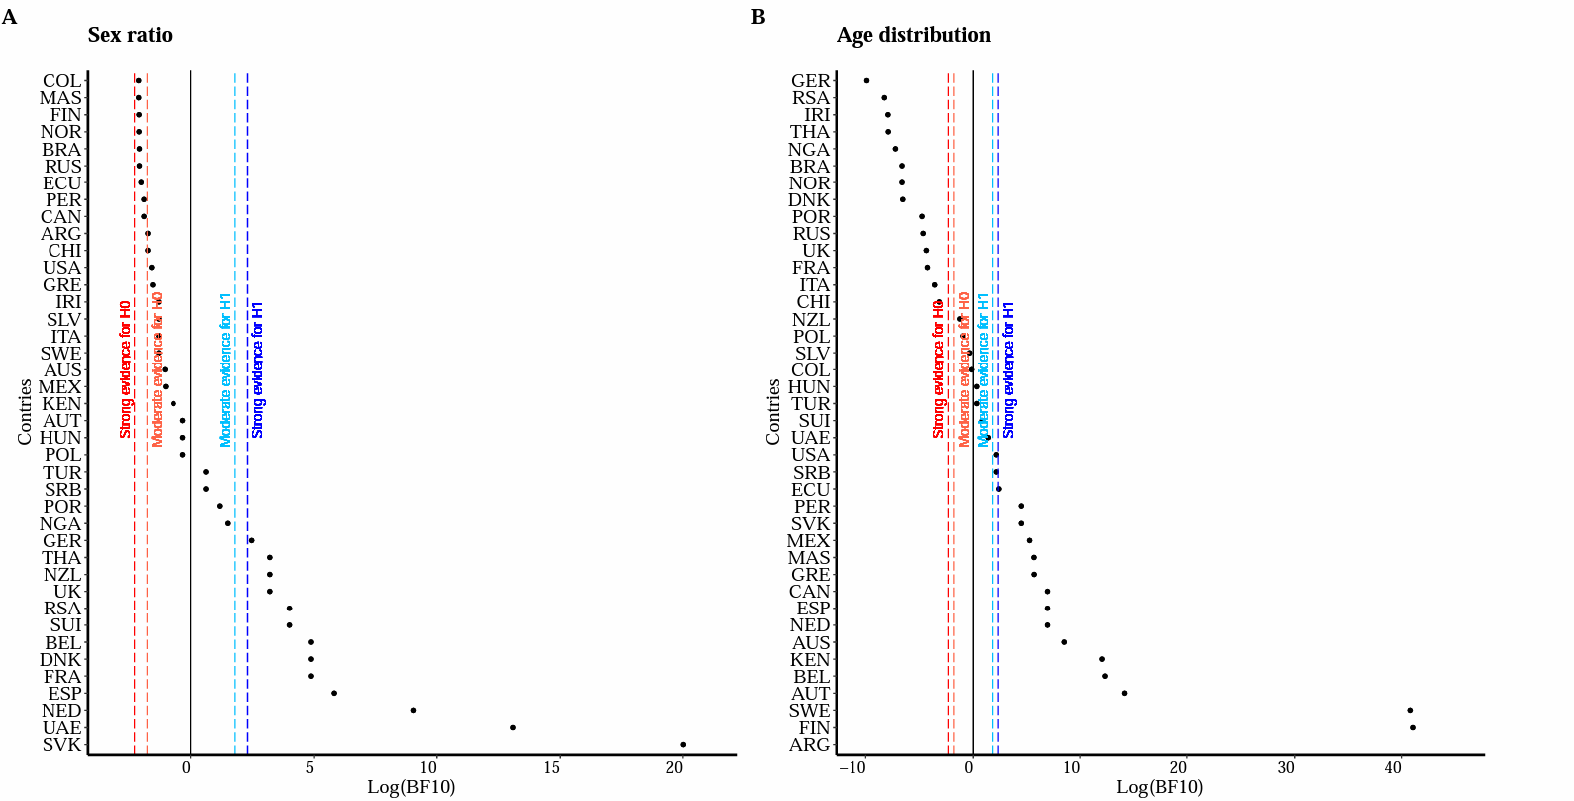 A
Sex ratio
COL
MAS
FIN
NOR
BRA
RUS
ECU
PER
CAN
ARG
CHI
USA
GRE
IRI
SLV
ITA
SWE
AUS
MEX
KEN
AUT
HUN
POL
TUR
SRB
POR
NGA
GER
THA
NZL
UK
RSA
SUI
BEL
DNK
FRA
ESP
NED
UAE
SVK
Contries
Strong evidence for H0
Moderate evidence for H0
Moderate evidence for H1
Strong evidence for H1
0 5 10 15 20
Log(BF10)
B
Age distribution
GER
RSA
IRI
THA
NGA
BRA
NOR
DNK
POR
RUS
UK
FRA
ITA
CHI
NZL
POL
SLV
COL
HUN
TUR
SUI
UAE
USA
SRB
ECU
PER
SVK
MEX
MAS
GRE
CAN
ESP
NED
AUS
KEN
BEL
AUT
SWE
FIN
ARG
Contries
Strong evidence for H0
Moderate evidence for H0
Moderate evidence for H1
Strong evidence for H1
−10 0 10 20 30 40
Log(BF10)